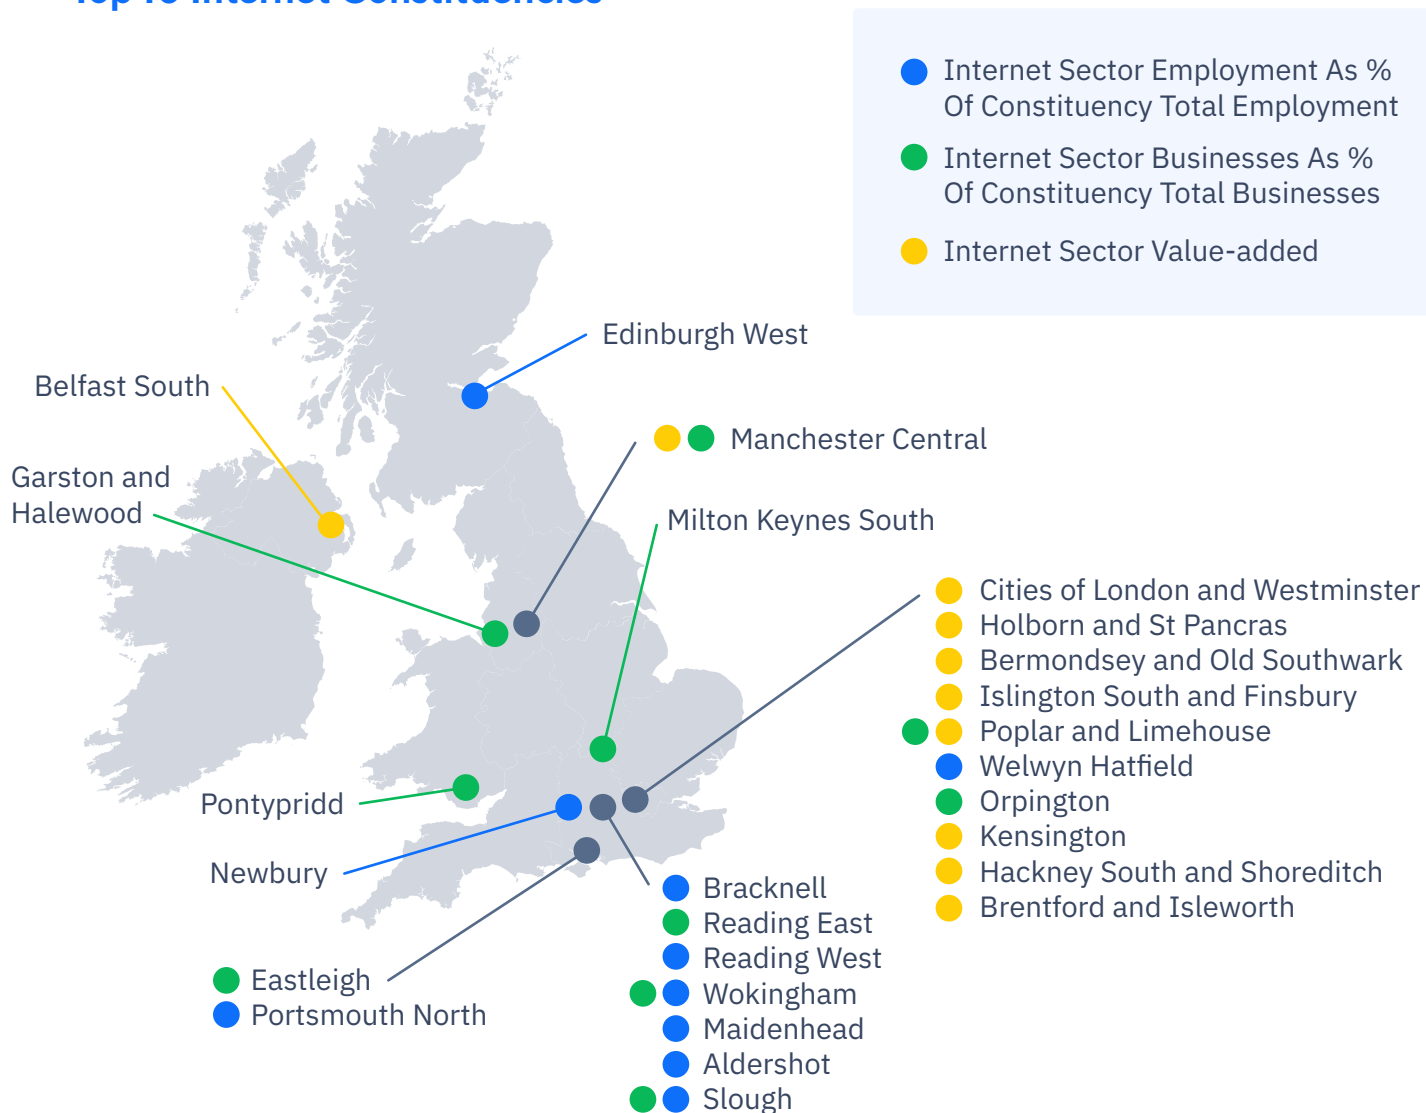 Top 10 Internet Constituencies
Internet Sector Employment As %
Of Constituency Total Employment
Internet Sector Businesses As %
Of Constituency Total Businesses
Internet Sector Value-added
Edinburgh West
Belfast South
Manchester Central
Garston and
Halewood
Milton Keynes South
Cities of London and Westminster
Holborn and St Pancras
Bermondsey and Old Southwark
Islington South and Finsbury
Poplar and Limehouse
Welwyn Hatfield
Orpington
Kensington
Hackney South and Shoreditch
Brentford and Isleworth
Pontypridd
Newbury
Bracknell
Reading East
Reading West
Wokingham
Maidenhead
Aldershot
Slough
Eastleigh
Portsmouth North